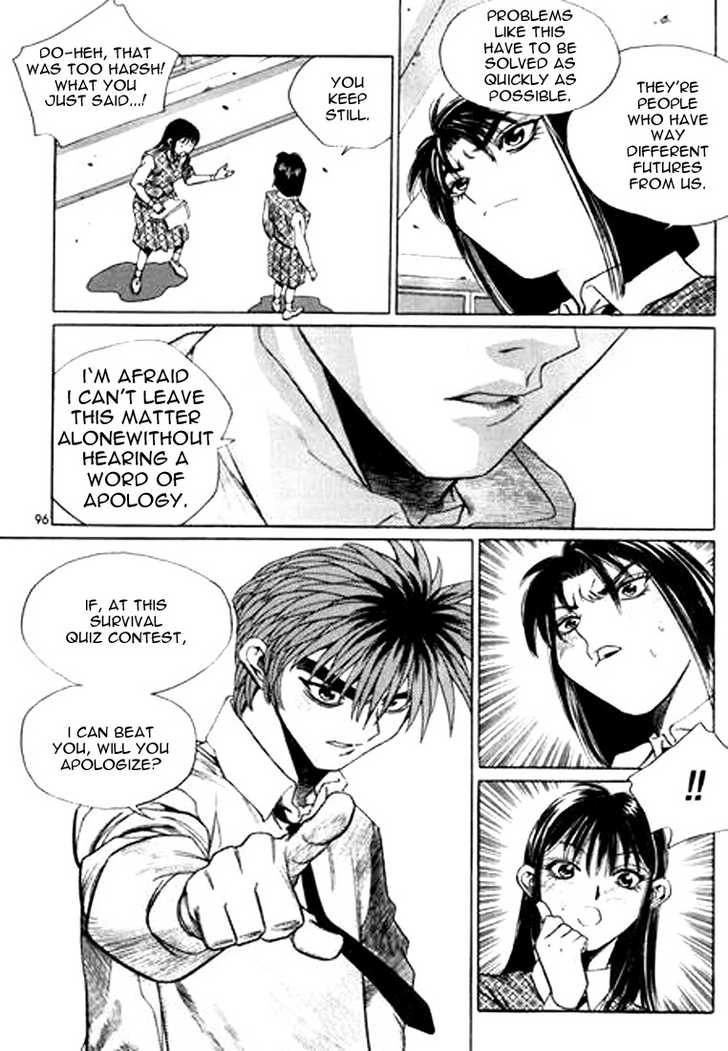 DO-HEH, THAT
WAS TOO HARSH!
WHAT YOU
JUST SAID...!
YOU
KEEP
STILL.
PROBLEMS
LIKE THIS
HAVE TO BE
SOLVED AS
QUICKLY AS
POSSIBLE.
THEY'RE
PEOPLE
WHO HAVE
WAY
DIFFERENT
FUTURES
FROM US.
I'M AFRAID
I CAN'T LEAVE
THIS MATTER
ALONEWITHOUT
HEARING A
WORD OF
APOLOGY.
96
IF, AT THIS
SURVIVAL
QUIZ CONTEST,
I CAN BEAT
YOU, WILL YOU
APOLOGIZE?
!!